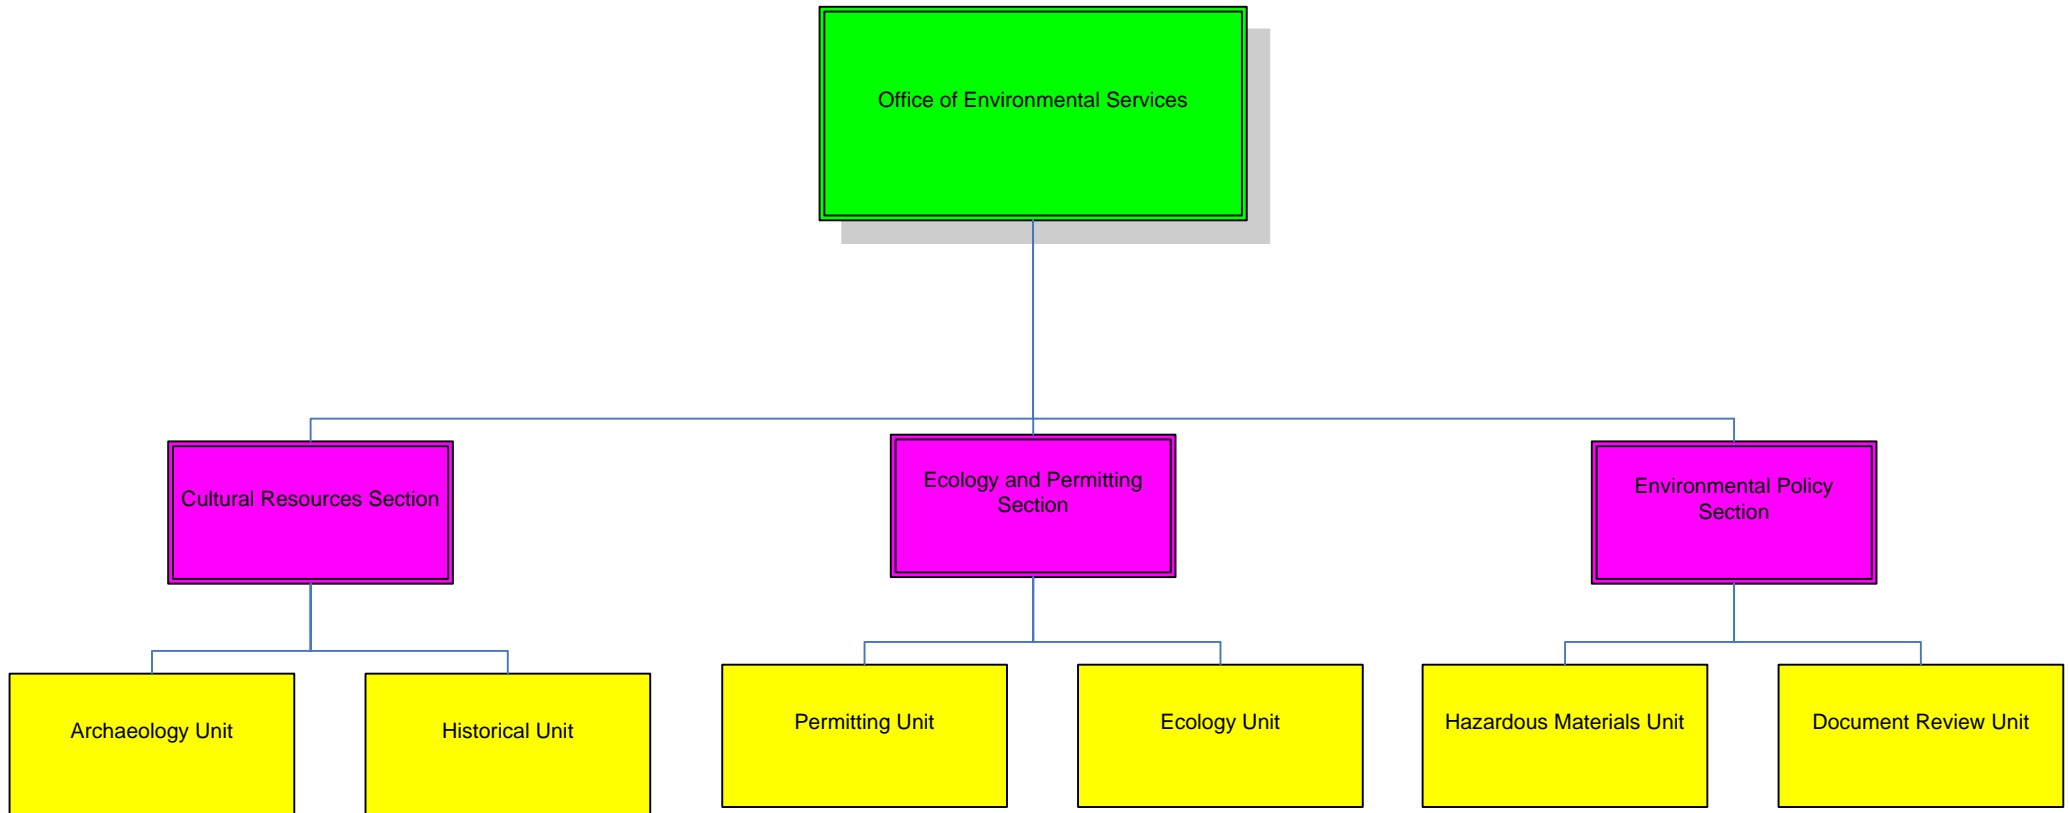 Office of Environmental Services
Cultural Resources Section
Ecology and Permitting
Section
Environmental Policy
Section
Archaeology Unit
Historical Unit
Permitting Unit
Ecology Unit
Hazardous Materials Unit
Document Review Unit